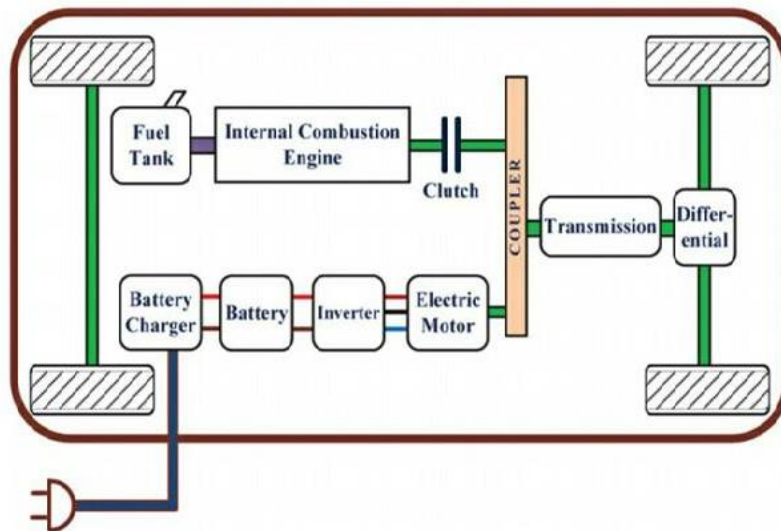 Fuel
Tank
Internal Combustion
Engine
Clutch
COUPLER
Transmission
Differ-
ential
Battery
Charger
Battery
Inverter
Electric
Motor